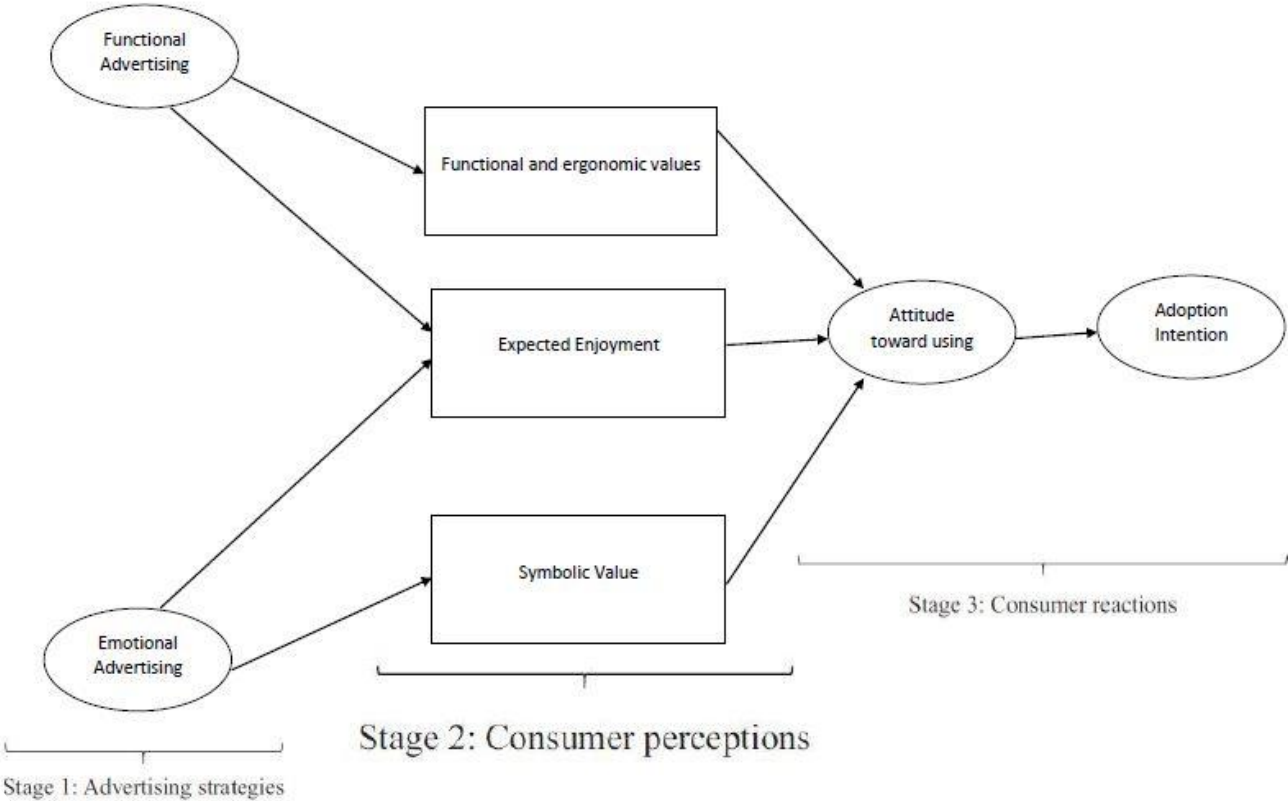 Functional
Advertising
Functional and ergonomic values
Expected Enjoyment
Attitude
toward using
Adoption
Intention
Symbolic Value
Stage 3: Consumer reactions
Emotional
Advertising
Stage 2: Consumer perceptions
Stage 1: Advertising strategies